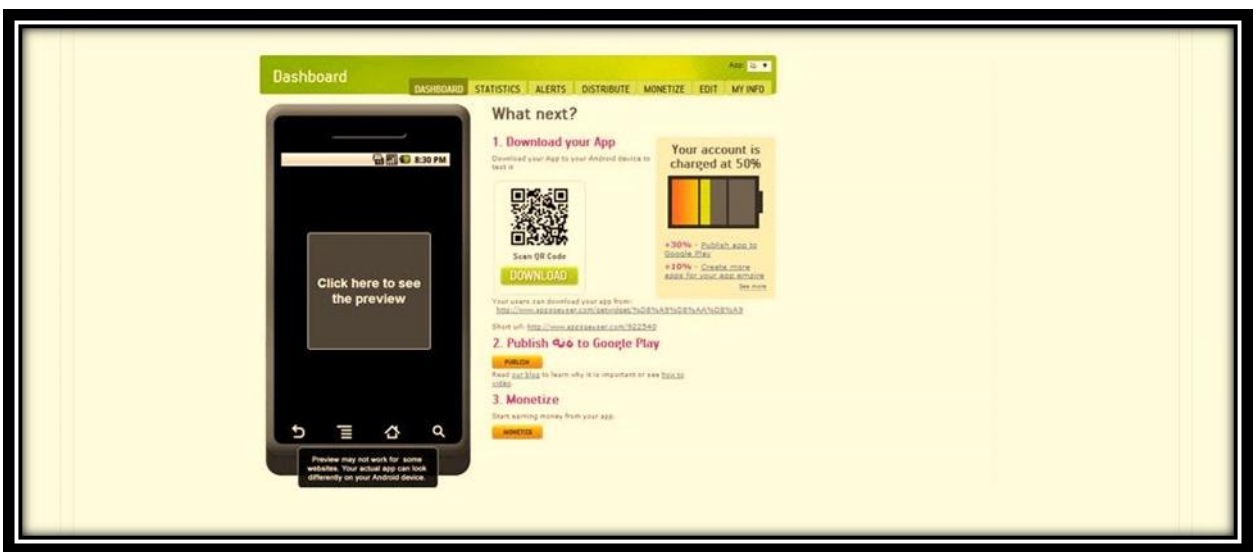 Dashboard
App:
DASHBOARD STATISTICS ALERTS DISTRIBUTE MONETIZE EDIT MY INFO
8:30 PM
Click here to see
the preview
Preview may not work for some
websites. Your actual app can look
differently on your Android device.
What next?
1. Download your App
Download your App to your Android device to
test it
Scan QR Code
DOWNLOAD
Your account is
charged at 50%
+30% - Publish app to
Google Play
+10% - Create more
apps for your app empire
See more
Your users can download your app from:
Short url: http://www.appsgeyser.com/922540
2. Publish to Google Play
PUBLISH
Read our blog to learn why it is important or see how to
video.
3. Monetize
Start earning money from your app.
MONETIZE